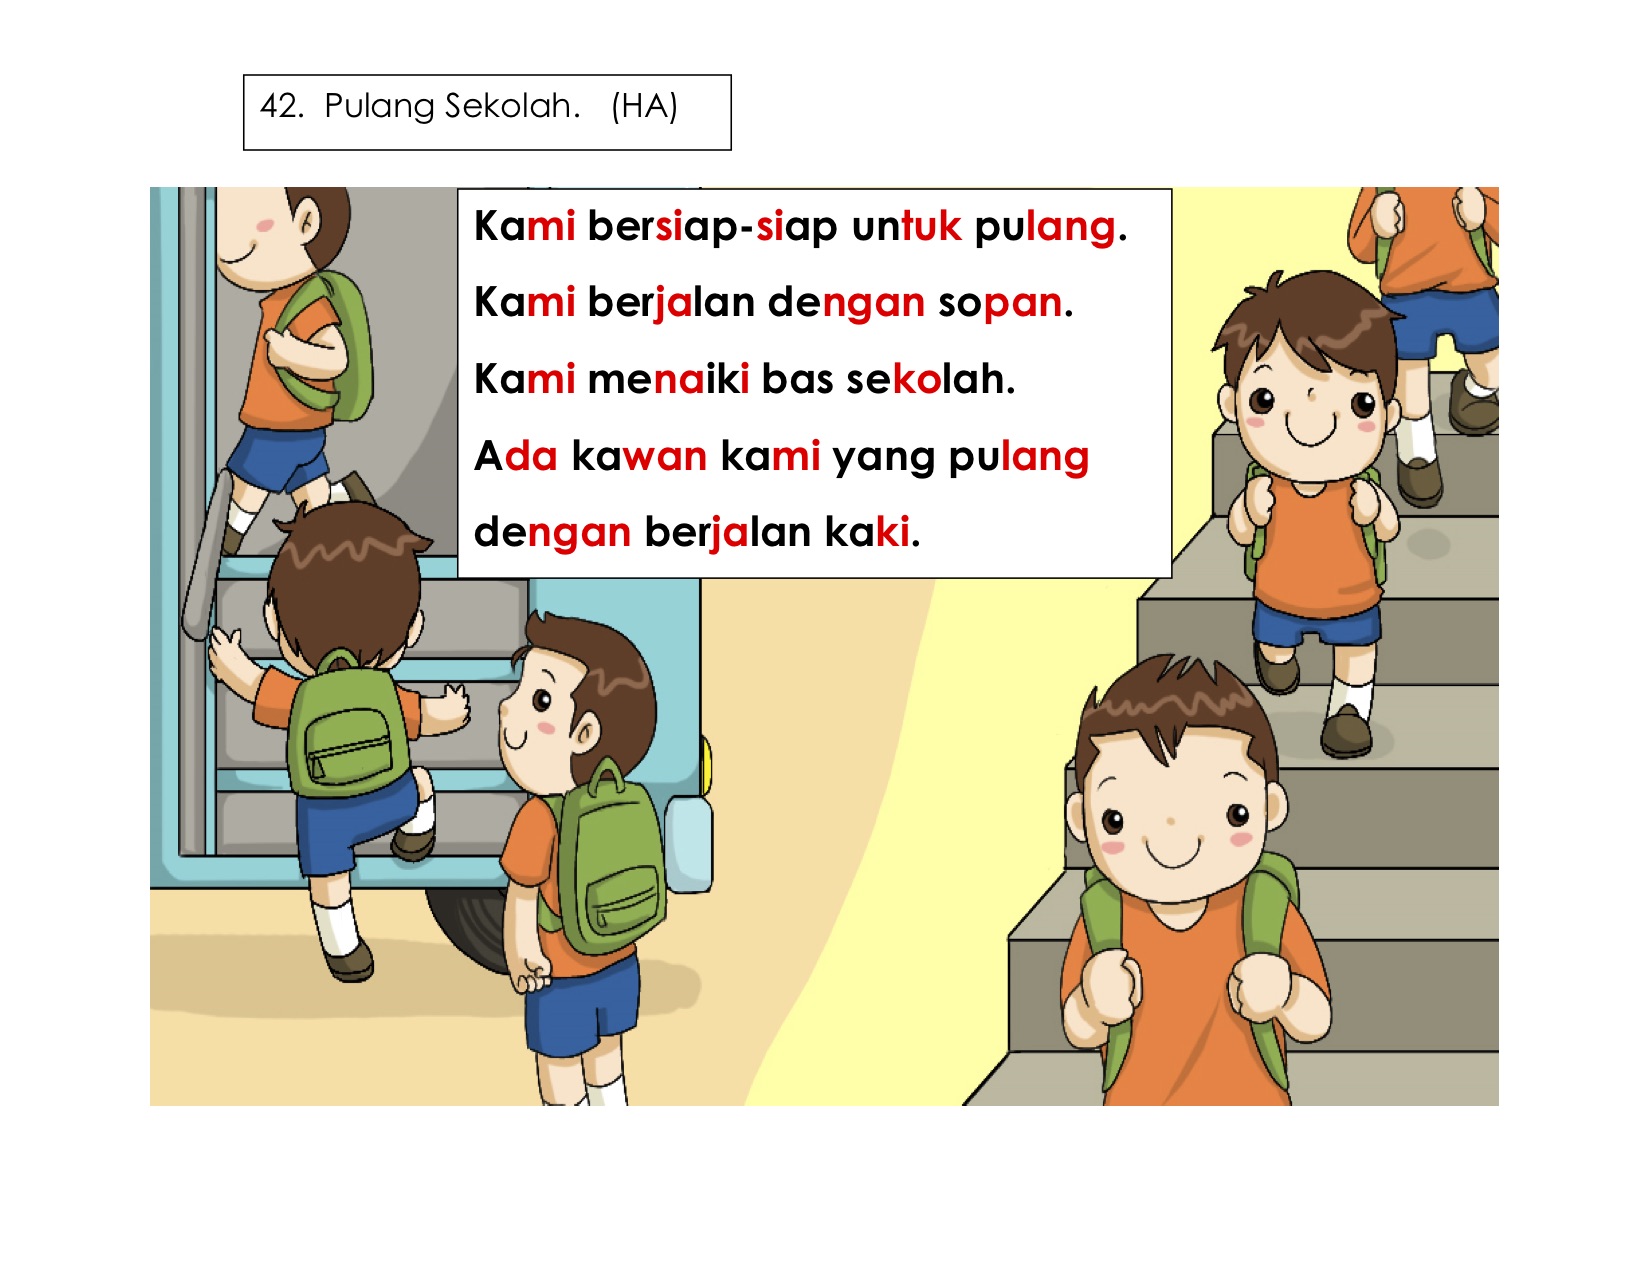 42. Pulang Sekolah. (HA)
Kami bersiap-siap untuk pulang.
Kami berjalan dengan sopan.
Kami menaiki bas sekolah.
Ada kawan kami yang pulang
dengan berjalan kaki.